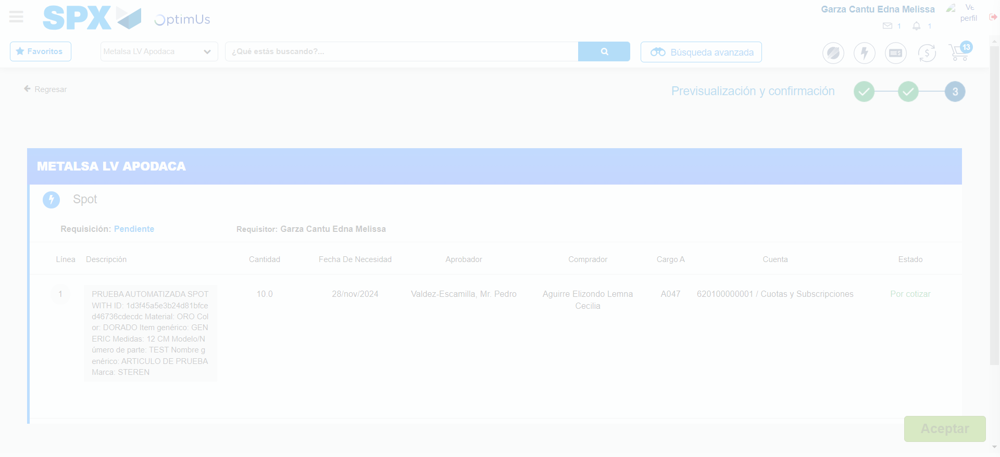 SPX
OptimUs
Garza Cantu Edna Melissa
Ve
perfil
1
1
Favoritos
Metalsa LV Apodaca
¿Qué estás buscando?...
Búsqueda avanzada
13
Regresar
Previsualización y confirmación
3
METALSA LV APODACA
Spot
Requisición: Pendiente
Requisitor: Garza Cantu Edna Melissa
Línea Descripción Cantidad Fecha De Necesidad Aprobador Comprador Cargo A Cuenta Estado
1
PRUEBA AUTOMATIZADA SPOT
WITH ID: 1d3f45a5e3b24d81bfce
d46736cdecdc Material: ORO Col
or: DORADO Item genérico: GEN
ERIC Medidas: 12 CM Modelo/N
úmero de parte: TEST Nombre g
enérico: ARTICULO DE PRUEBA
Marca: STEREN
10.0
28/nov/2024
Valdez-Escamilla, Mr. Pedro
Aguirre Elizondo Lemna
Cecilia
A047
620100000001 / Cuotas y Subscripciones
Por cotizar
Aceptar